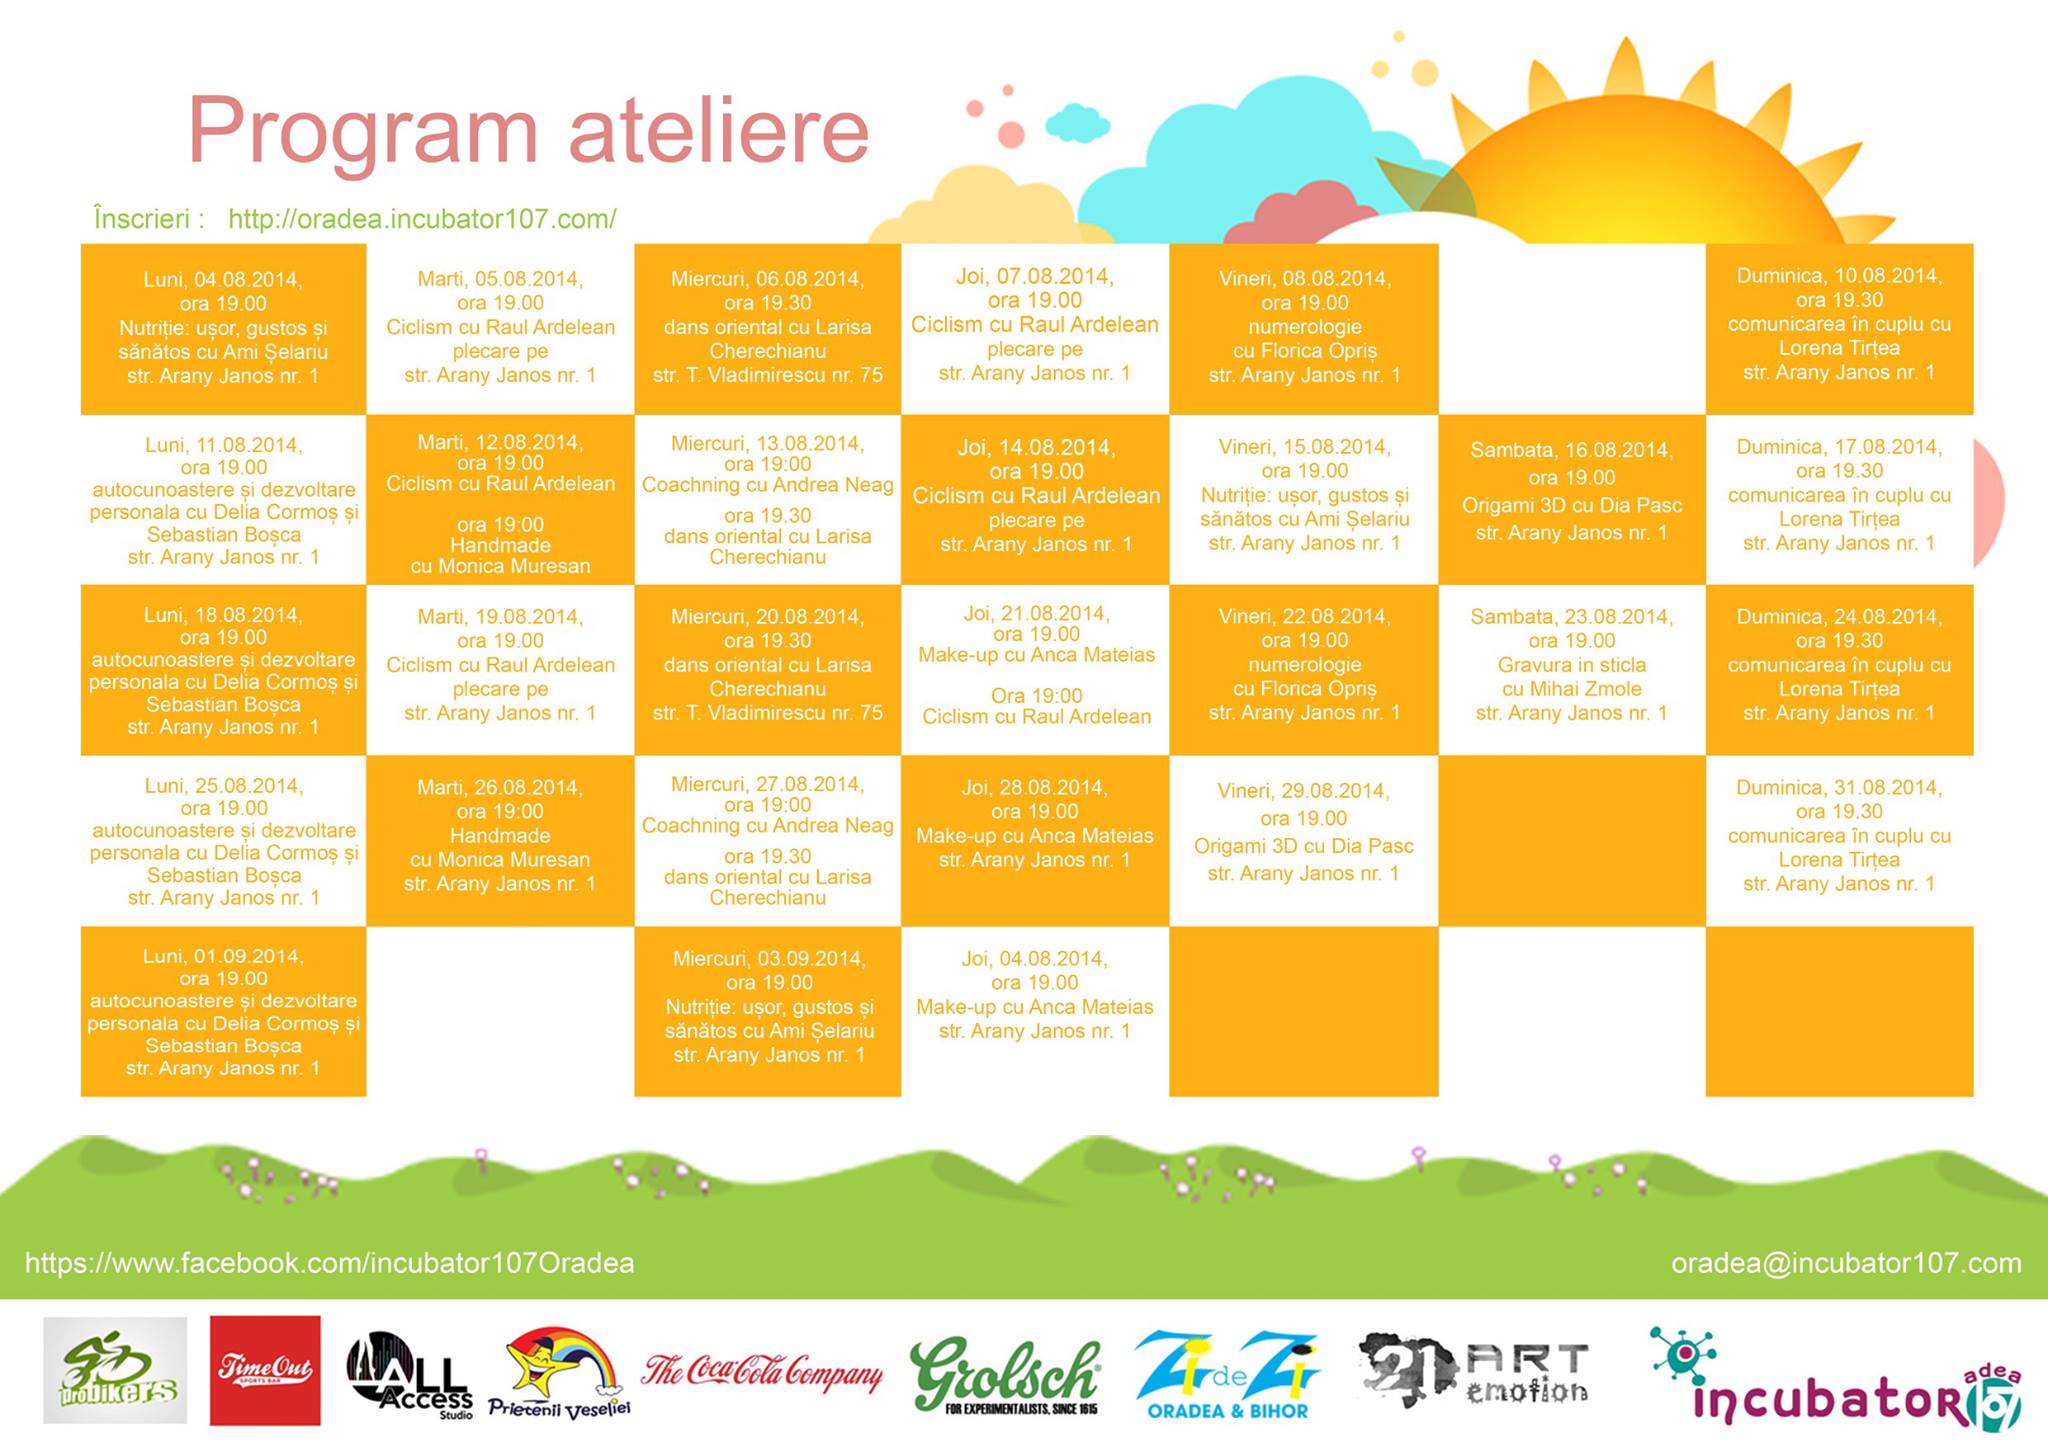 Program ateliere
Înscrieri : http://oradea.incubator107.com/
Luni, 04.08.2014,
ora 19.00
Nutriție: ușor, gustos și
sănătos cu Ami Șelariu
str. Arany Janos nr. 1
Marti, 05.08.2014,
ora 19.00
Ciclism cu Raul Ardelean
plecare pe
str. Arany Janos nr. 1
Miercuri, 06.08.2014,
ora 19.30
dans oriental cu Larisa
Cherechianu
str. T. Vladimirescu nr. 75
Joi, 07.08.2014,
ora 19.00
Ciclism cu Raul Ardelean
plecare pe
str. Arany Janos nr. 1
Vineri, 08.08.2014,
ora 19.00
numerologie
cu Florica Opriș
str. Arany Janos nr. 1
Duminica, 10.08.2014,
ora 19.30
comunicarea în cuplu cu
Lorena Tirțea
str. Arany Janos nr. 1
Luni, 11.08.2014,
ora 19.00
autocunoastere și dezvoltare
personala cu Delia Cormoș și
Sebastian Boșca
str. Arany Janos nr. 1
Marti, 12.08.2014,
ora 19.00
Ciclism cu Raul Ardelean
ora 19:00
Handmade
cu Monica Muresan
Miercuri, 13.08.2014,
ora 19:00
Coachning cu Andrea Neag
ora 19.30
dans oriental cu Larisa
Cherechianu
Joi, 14.08.2014,
ora 19.00
Ciclism cu Raul Ardelean
plecare pe
str. Arany Janos nr. 1
Vineri, 15.08.2014,
ora 19.00
Nutriție: ușor, gustos și
sănătos cu Ami Șelariu
str. Arany Janos nr. 1
Sambata, 16.08.2014,
ora 19.00
Origami 3D cu Dia Pasc
str. Arany Janos nr. 1
Duminica, 17.08.2014,
ora 19.30
comunicarea în cuplu cu
Lorena Tirțea
str. Arany Janos nr. 1
Luni, 18.08.2014,
ora 19.00
autocunoastere și dezvoltare
personala cu Delia Cormoș și
Sebastian Boșca
str. Arany Janos nr. 1
Marti, 19.08.2014,
ora 19.00
Ciclism cu Raul Ardelean
plecare pe
str. Arany Janos nr. 1
Miercuri, 20.08.2014,
ora 19.30
dans oriental cu Larisa
Cherechianu
str. T. Vladimirescu nr. 75
Joi, 21.08.2014,
ora 19.00
Make-up cu Anca Mateias
Ora 19:00
Ciclism cu Raul Ardelean
Vineri, 22.08.2014,
ora 19.00
numerologie
cu Florica Opriș
str. Arany Janos nr. 1
Sambata, 23.08.2014,
ora 19.00
Gravura in sticla
cu Mihai Zmole
str. Arany Janos nr. 1
Duminica, 24.08.2014,
ora 19.30
comunicarea în cuplu cu
Lorena Tirțea
str. Arany Janos nr. 1
Luni, 25.08.2014,
ora 19.00
autocunoastere și dezvoltare
personala cu Delia Cormoș și
Sebastian Boșca
str. Arany Janos nr. 1
Marti, 26.08.2014,
ora 19:00
Handmade
cu Monica Muresan
str. Arany Janos nr. 1
Miercuri, 27.08.2014,
ora 19:00
Coachning cu Andrea Neag
ora 19.30
dans oriental cu Larisa
Cherechianu
Joi, 28.08.2014,
ora 19.00
Make-up cu Anca Mateias
str. Arany Janos nr. 1
Vineri, 29.08.2014,
ora 19.00
Origami 3D cu Dia Pasc
str. Arany Janos nr. 1
Duminica, 31.08.2014,
ora 19.30
comunicarea în cuplu cu
Lorena Tirțea
str. Arany Janos nr. 1
Luni, 01.09.2014,
ora 19.00
autocunoastere și dezvoltare
personala cu Delia Cormoș și
Sebastian Boșca
str. Arany Janos nr. 1
Miercuri, 03.09.2014,
ora 19.00
Nutriție: ușor, gustos și
sănătos cu Ami Șelariu
str. Arany Janos nr. 1
Joi, 04.08.2014,
ora 19.00
Make-up cu Anca Mateias
str. Arany Janos nr. 1
https://www.facebook.com/incubator107Oradea
oradea@incubator107.com
probikers
TimeOut
SPORTS BAR
ALL
Access
Studio
Prietenii Veseliei
The Coca-Cola Company
Grolsch
FOR EXPERIMENTALISTS, SINCE 1615
Zi de Zi
ORADEA & BIHOR
21 ART
emotion
adea
incubator107